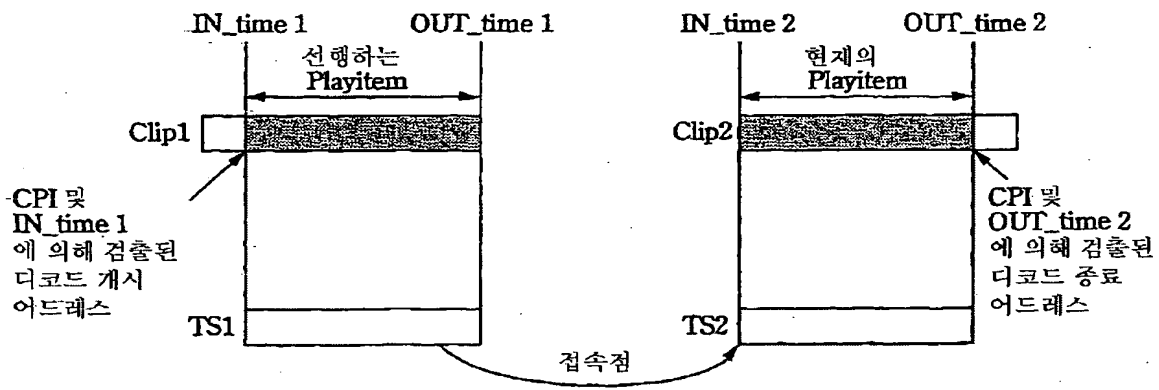 IN_time 1
OUT_time 1
IN_time 2
OUT_time 2
선행하는
Playitem
현재의
Playitem
Clip1
Clip2
CPI 및
IN_time 1
에 의해 검출된
디코드 개시
어드레스
CPI 및
OUT_time 2
에 의해 검출된
디코드 종료
어드레스
TS1
TS2
접속점